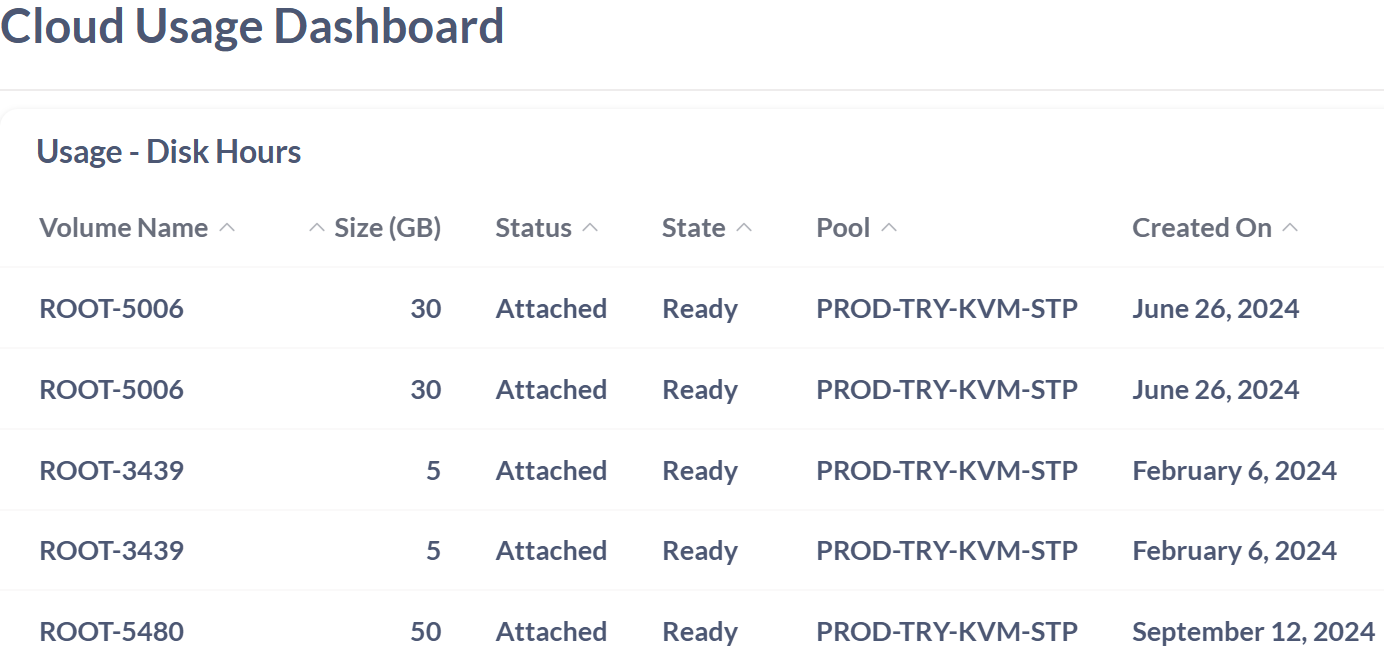 Cloud Usage Dashboard
Usage - Disk Hours
Volume Name Size (GB) Status State Pool Created On
ROOT-5006 30 Attached Ready PROD-TRY-KVM-STP June 26, 2024
ROOT-5006 30 Attached Ready PROD-TRY-KVM-STP June 26, 2024
ROOT-3439 5 Attached Ready PROD-TRY-KVM-STP February 6, 2024
ROOT-3439 5 Attached Ready PROD-TRY-KVM-STP February 6, 2024
ROOT-5480 50 Attached Ready PROD-TRY-KVM-STP September 12, 2024